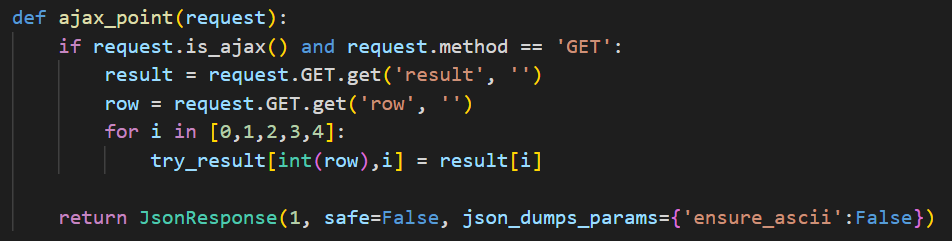 def ajax_point(request):
    if request.is_ajax() and request.method == 'GET':
        result = request.GET.get('result', '')
        row = request.GET.get('row', '')
        for i in [0,1,2,3,4]:
            try_result[int(row),i] = result[i]
    return JsonResponse(1, safe=False, json_dumps_params={'ensure_ascii':False})